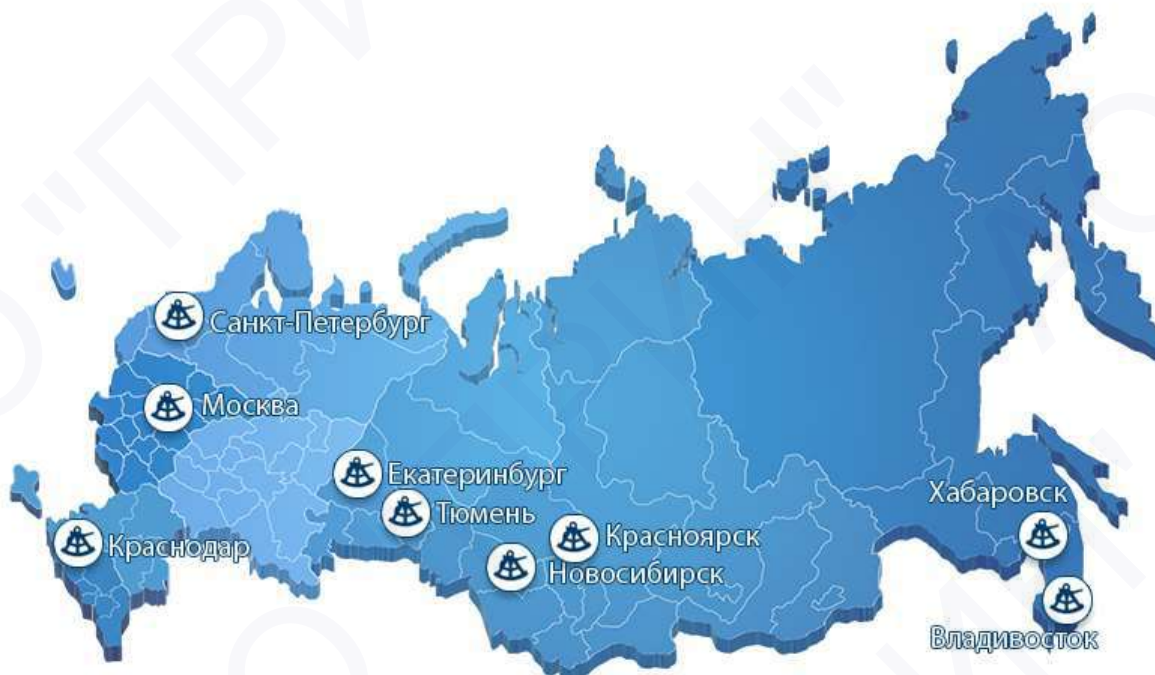 Санкт-Петербург
Москва
Екатеринбург
Тюмень
Хабаровск
Красноярск
Краснодар
Новосибирск
Владивосток